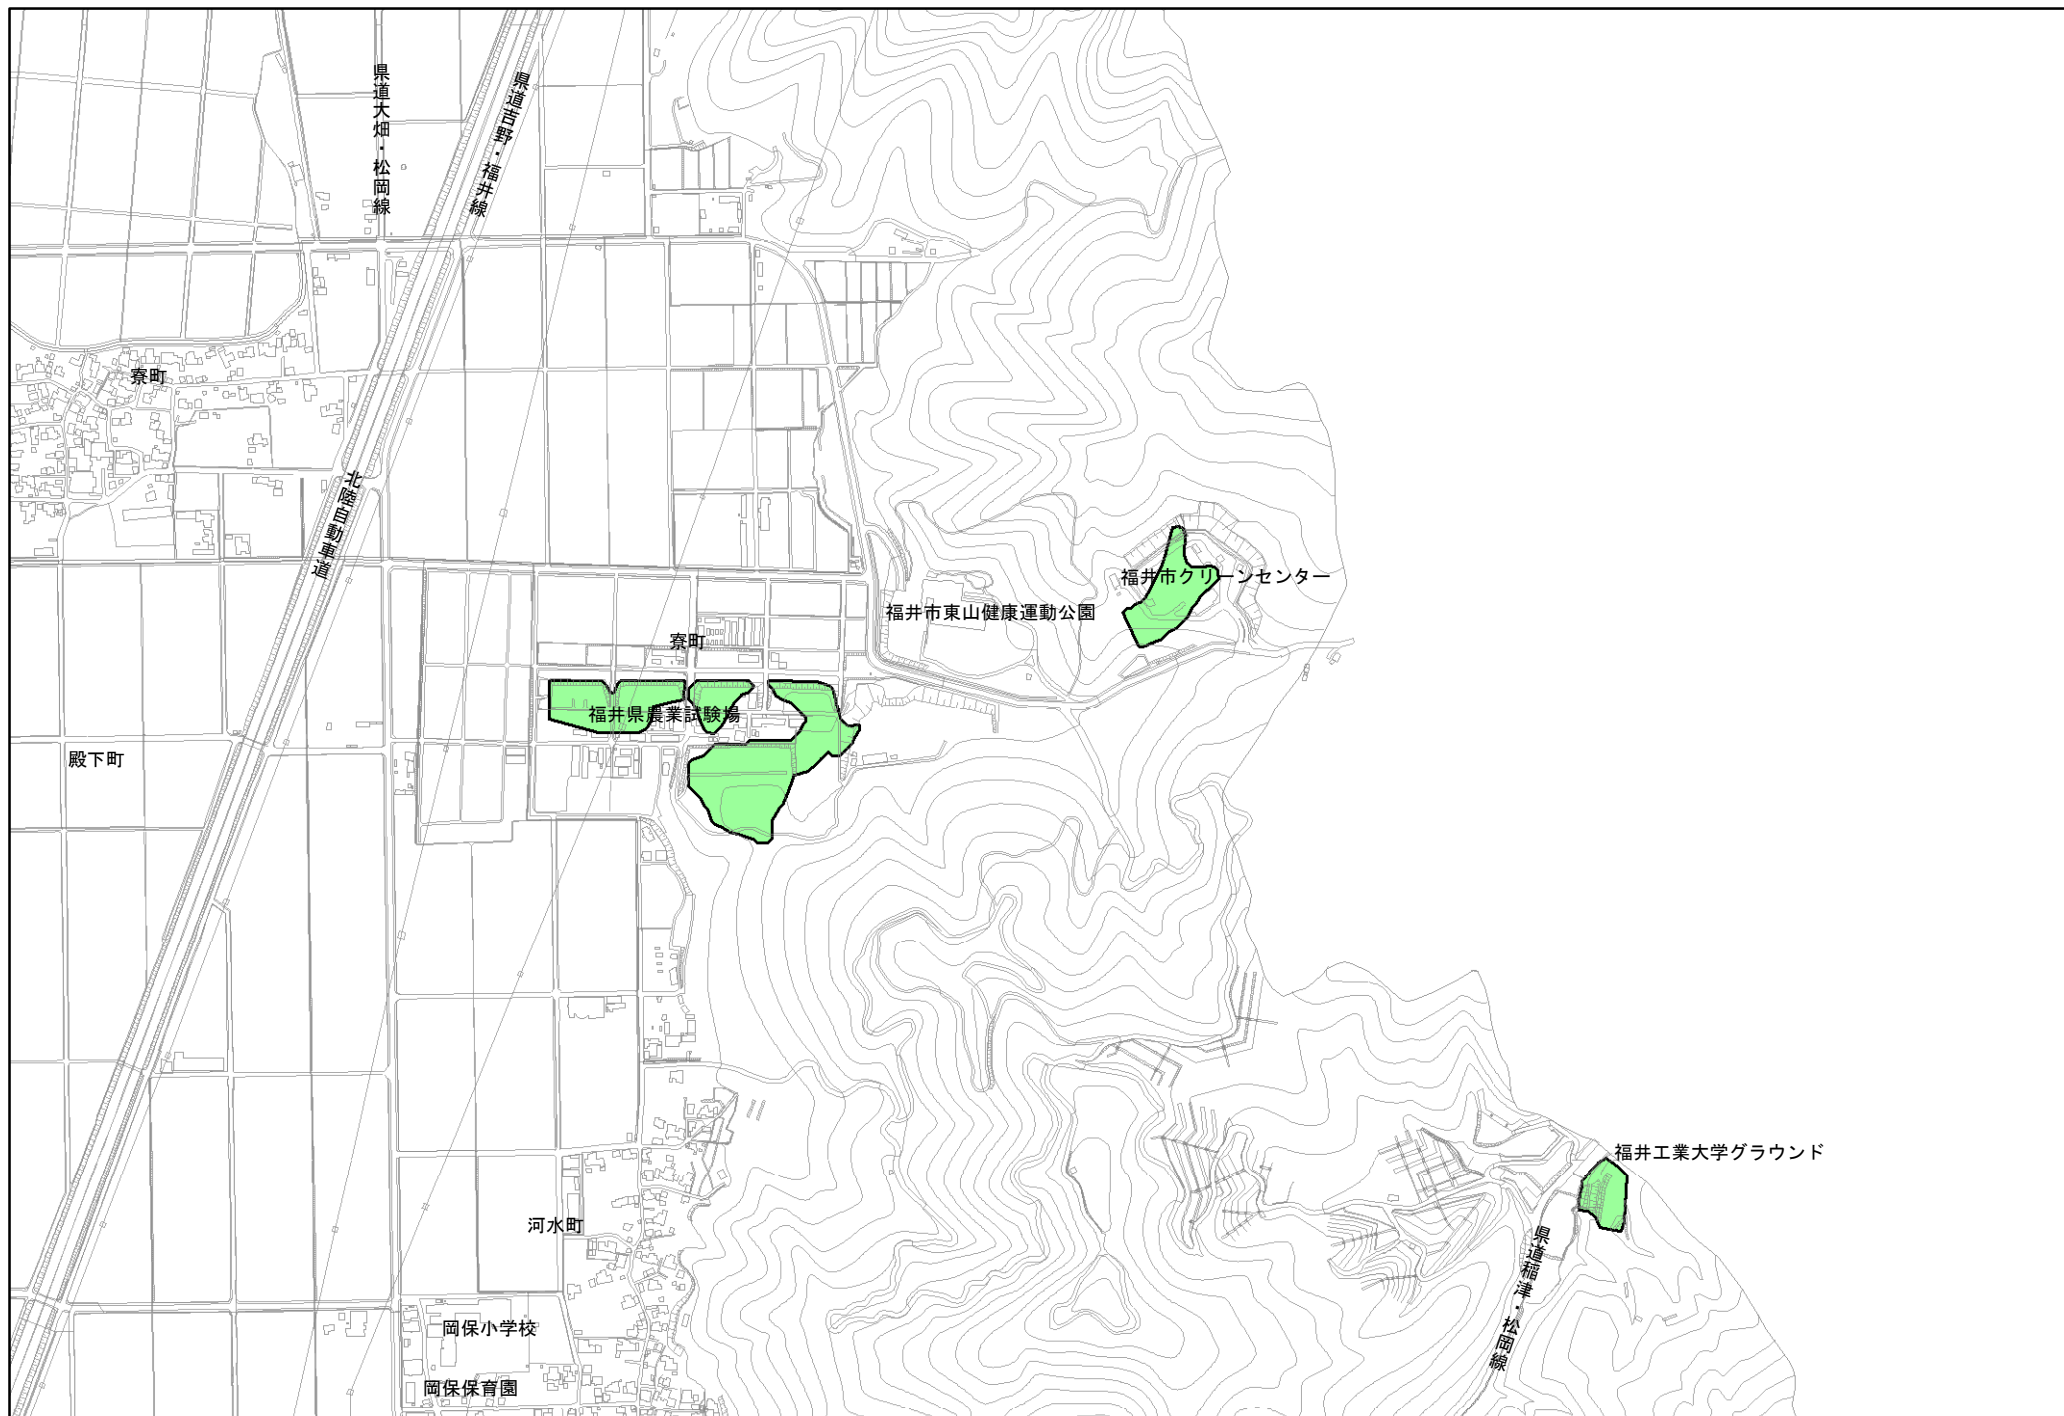 県道大畑・松岡線
県道吉野・福井線
寮町
北陸自動車道
福井市クリーンセンター
福井市東山健康運動公園
寮町
福井県農業試験場
殿下町
福井工業大学グラウンド
河水町
県道稲津・松岡線
岡保小学校
岡保保育園